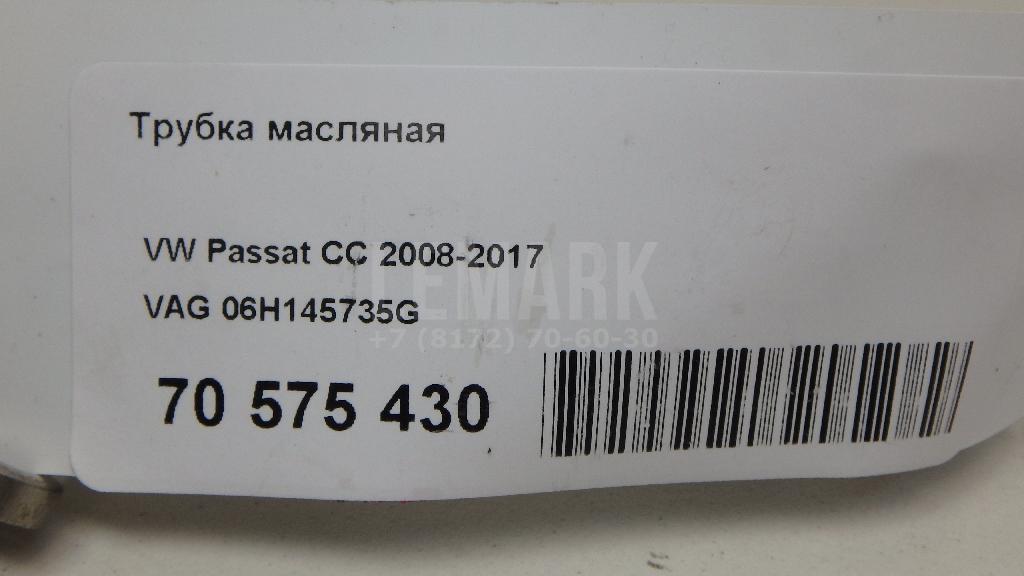 Трубка масляная
VW Passat CC 2008-2017
LEMARK
VAG 06H145735G
+7 (8172) 70-60-30
70 575 430